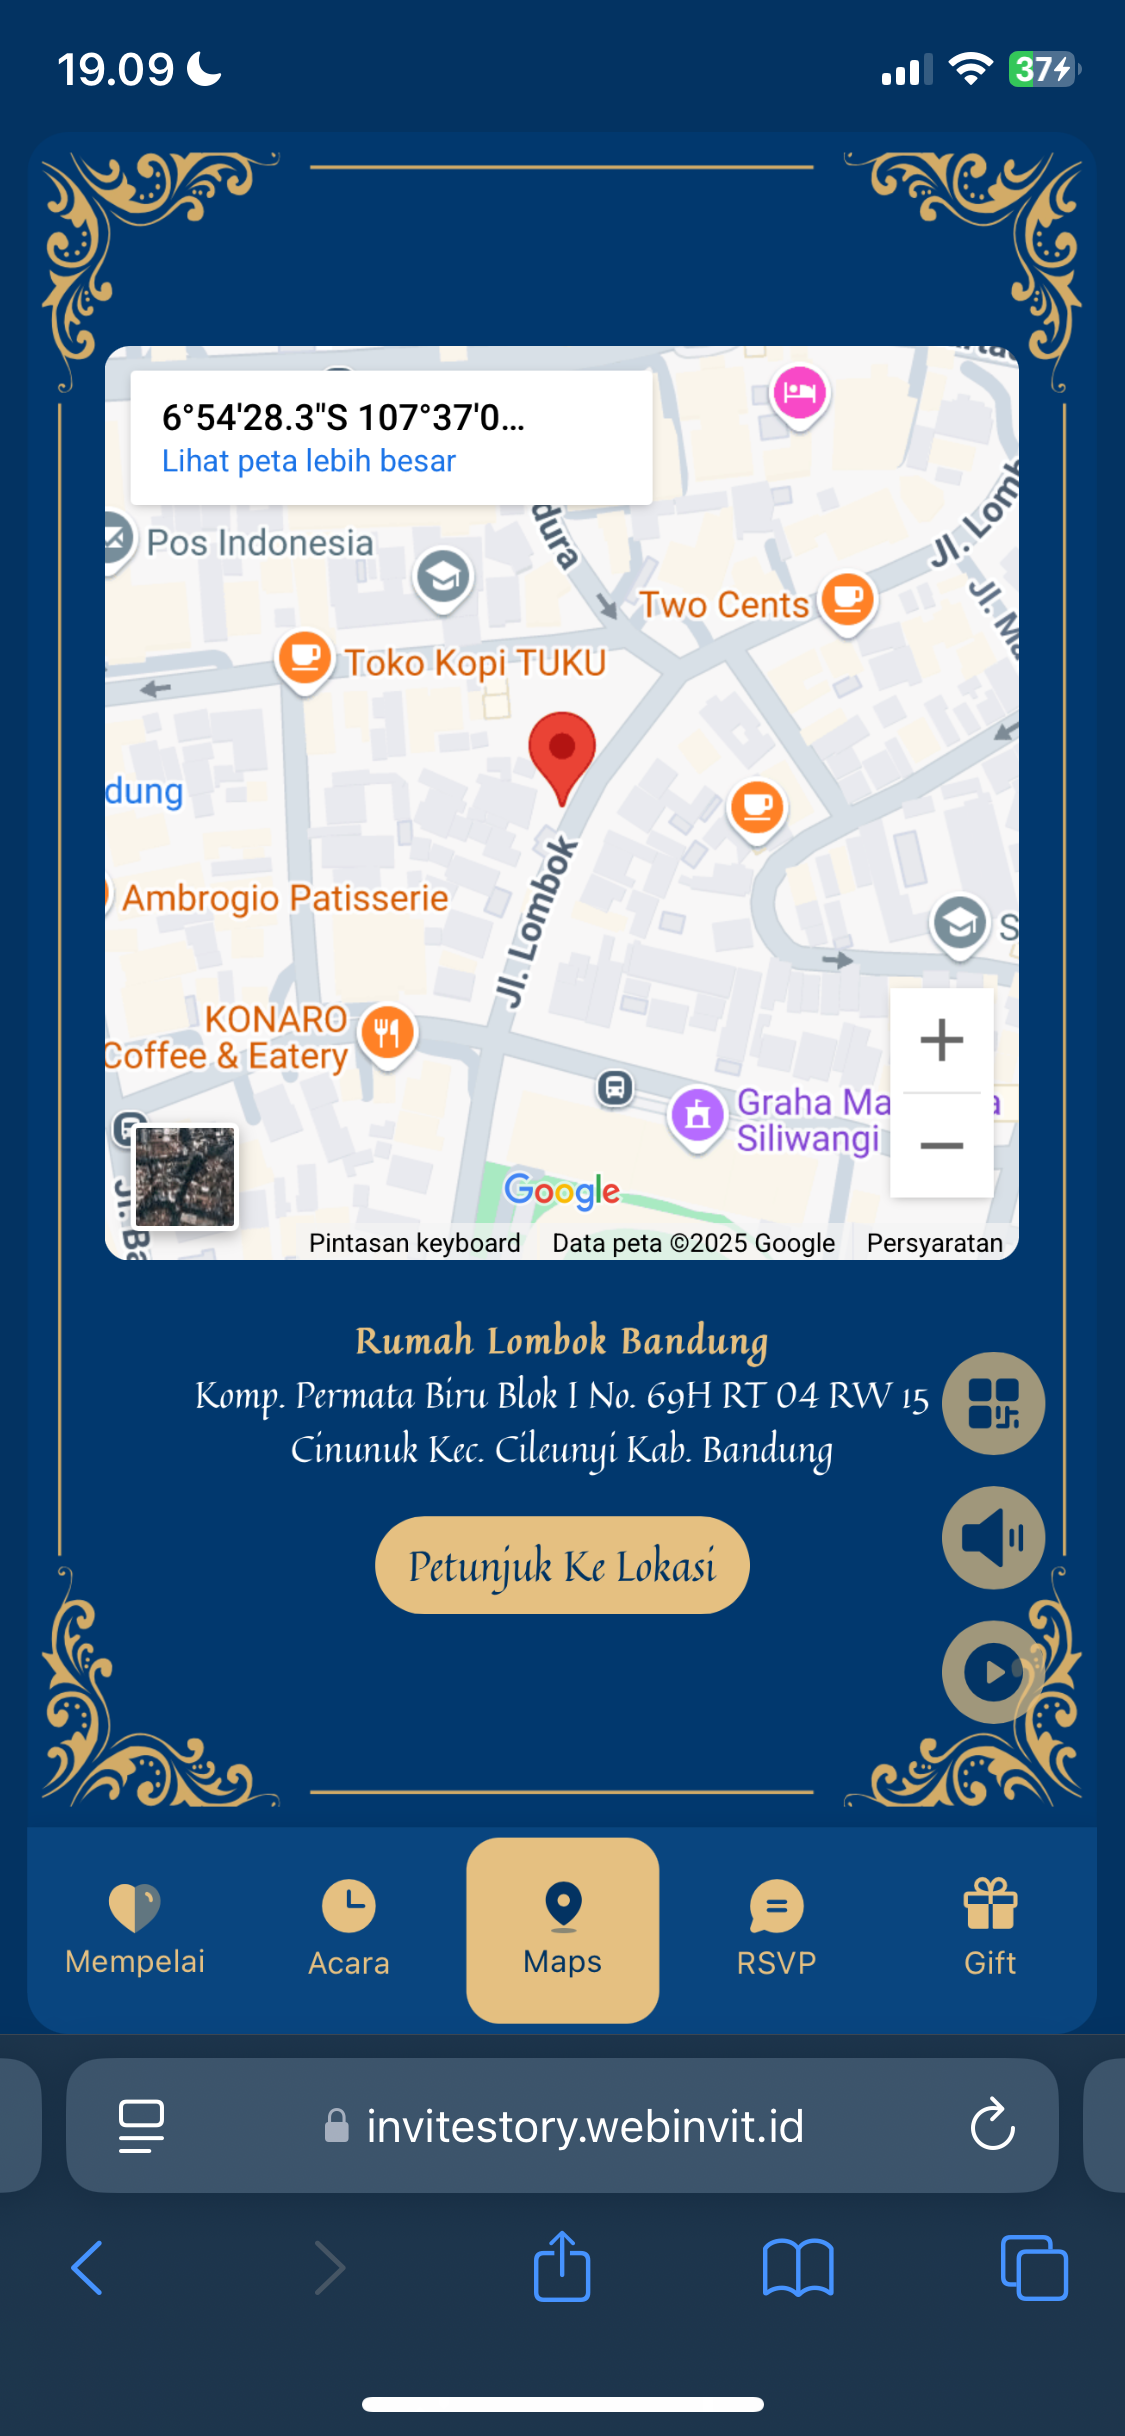 19.09
37
6°54'28.3"S 107°37'0...
Lihat peta lebih besar
Pos Indonesia
dura
Jl. Lomb
Two Cents
Toko Kopi TUKU
dung
Ambrogio Patisserie
Jl. Lombok
S
KONARO
Coffee & Eatery
Graha Ma
a
Siliwangi
Jl. Ba
Google
Pintasan keyboard
Data peta ©2025 Google
Persyaratan
Rumah Lombok Bandung
Komp. Permata Biru Blok I No. 69H RT 04 RW 15
Cinunuk Kec. Cileunyi Kab. Bandung
Petunjuk Ke Lokasi
Mempelai
Acara
Maps
RSVP
Gift
invitestory.webinvit.id